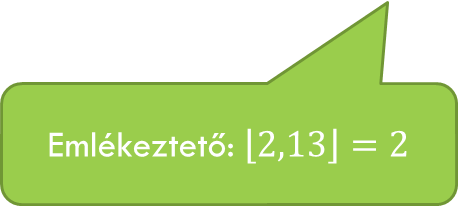 Emlékeztető: ⌊2,13⌋ = 2